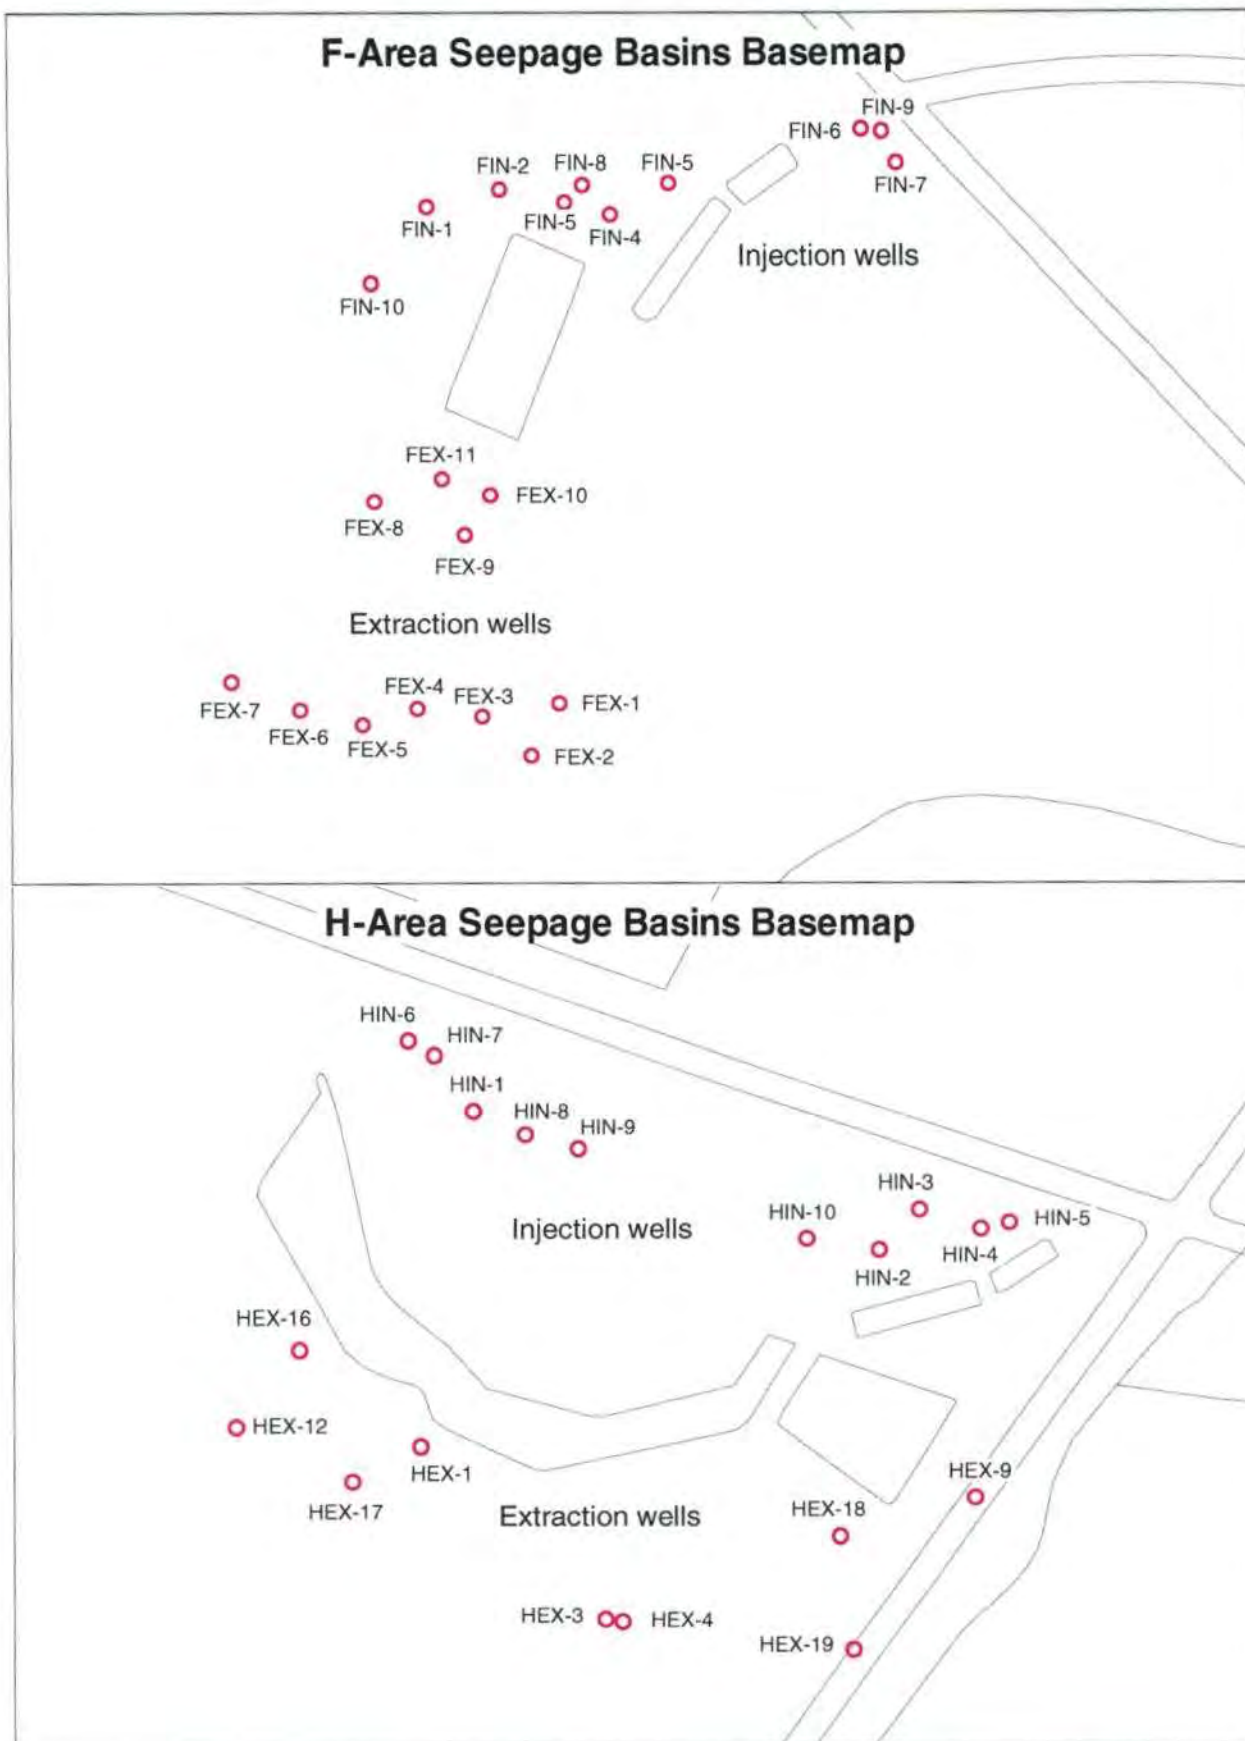 F-Area Seepage Basins Basemap
FIN-9
FIN-6
FIN-2
FIN-8
FIN-5
FIN-7
FIN-1
FIN-5
FIN-4
Injection wells
FIN-10
FEX-11
FEX-10
FEX-8
FEX-9
Extraction wells
FEX-4
FEX-3
FEX-1
FEX-7
FEX-6
FEX-5
FEX-2
H-Area Seepage Basins Basemap
HIN-6
HIN-7
HIN-1
HIN-8
HIN-9
HIN-3
HIN-10
HIN-5
Injection wells
HIN-4
HIN-2
HEX-16
HEX-12
HEX-1
HEX-9
HEX-17
Extraction wells
HEX-18
HEX-3
HEX-4
HEX-19